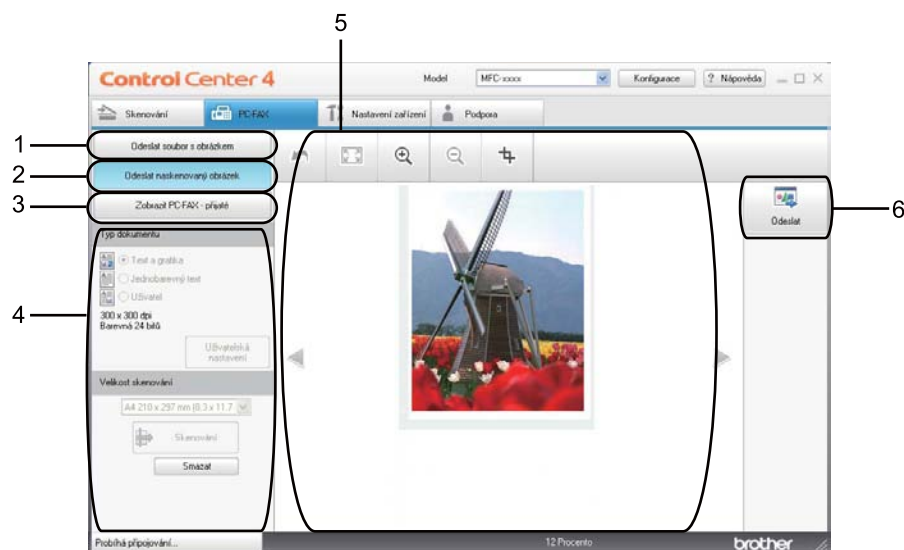 5
Control Center 4
Model MFC-xxxx Konfigurace ? Nápověda
Skenování PC-FAX Nastavení zařízení Podpora
1 Odeslat soubor s obrázkem
2 Odeslat naskenovaný obrázek
3 Zobrazit PC-FAX - přijaté
6 Odeslat
Typ dokumentu
Text a grafika
Jednobarevný text
Uživatel
4
300 x 300 dpi
Barevná 24 bitů
Uživatelská
nastavení
Velikost skenování
A4 210 x 297 mm (8.3 x 11.7
Skenování
Smazat
Probíhá připojování... 12 Procento brother